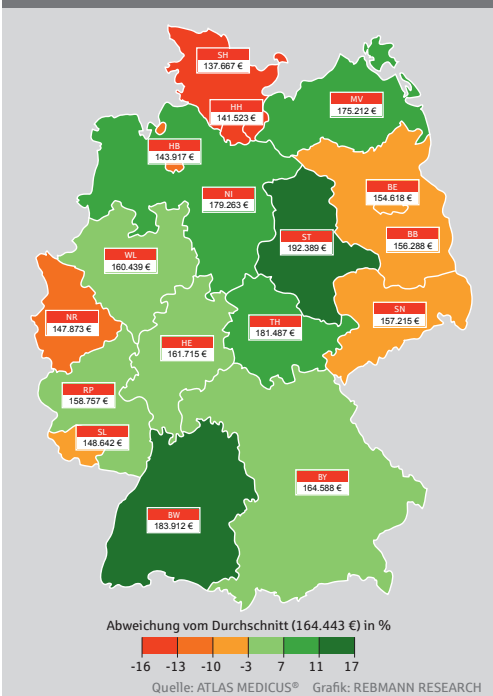 SH
137.667 €
HH
141.523 €
MV
175.212 €
HB
143.917 €
NI
179.263 €
BE
154.618 €
ST
192.389 €
BB
156.288 €
WL
160.439 €
SN
157.215 €
NR
147.873 €
TH
181.487 €
HE
161.715 €
RP
158.757 €
SL
148.642 €
BY
164.588 €
BW
183.912 €
Abweichung vom Durchschnitt (164.443 €) in %
-16 -13 -10 -3 7 11 17
Quelle: ATLAS MEDICUS® Grafik: REBMANN RESEARCH